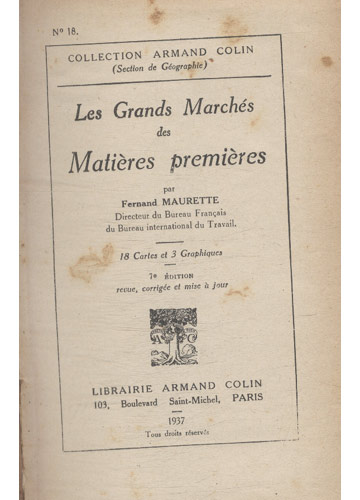 Nº 18.
COLLECTION ARMAND COLIN
(Section de Géographie)
Les Grands Marchés
des
Matières premières
par
Fernand MAURETTE
Directeur du Bureau Français
du Bureau international du Travail.
18 Cartes et 3 Graphiques
7e ÉDITION
revue, corrigée et mise à jour
A C
LIBRAIRIE ARMAND COLIN
103, Boulevard Saint-Michel, PARIS
1937
Tous droits réservés